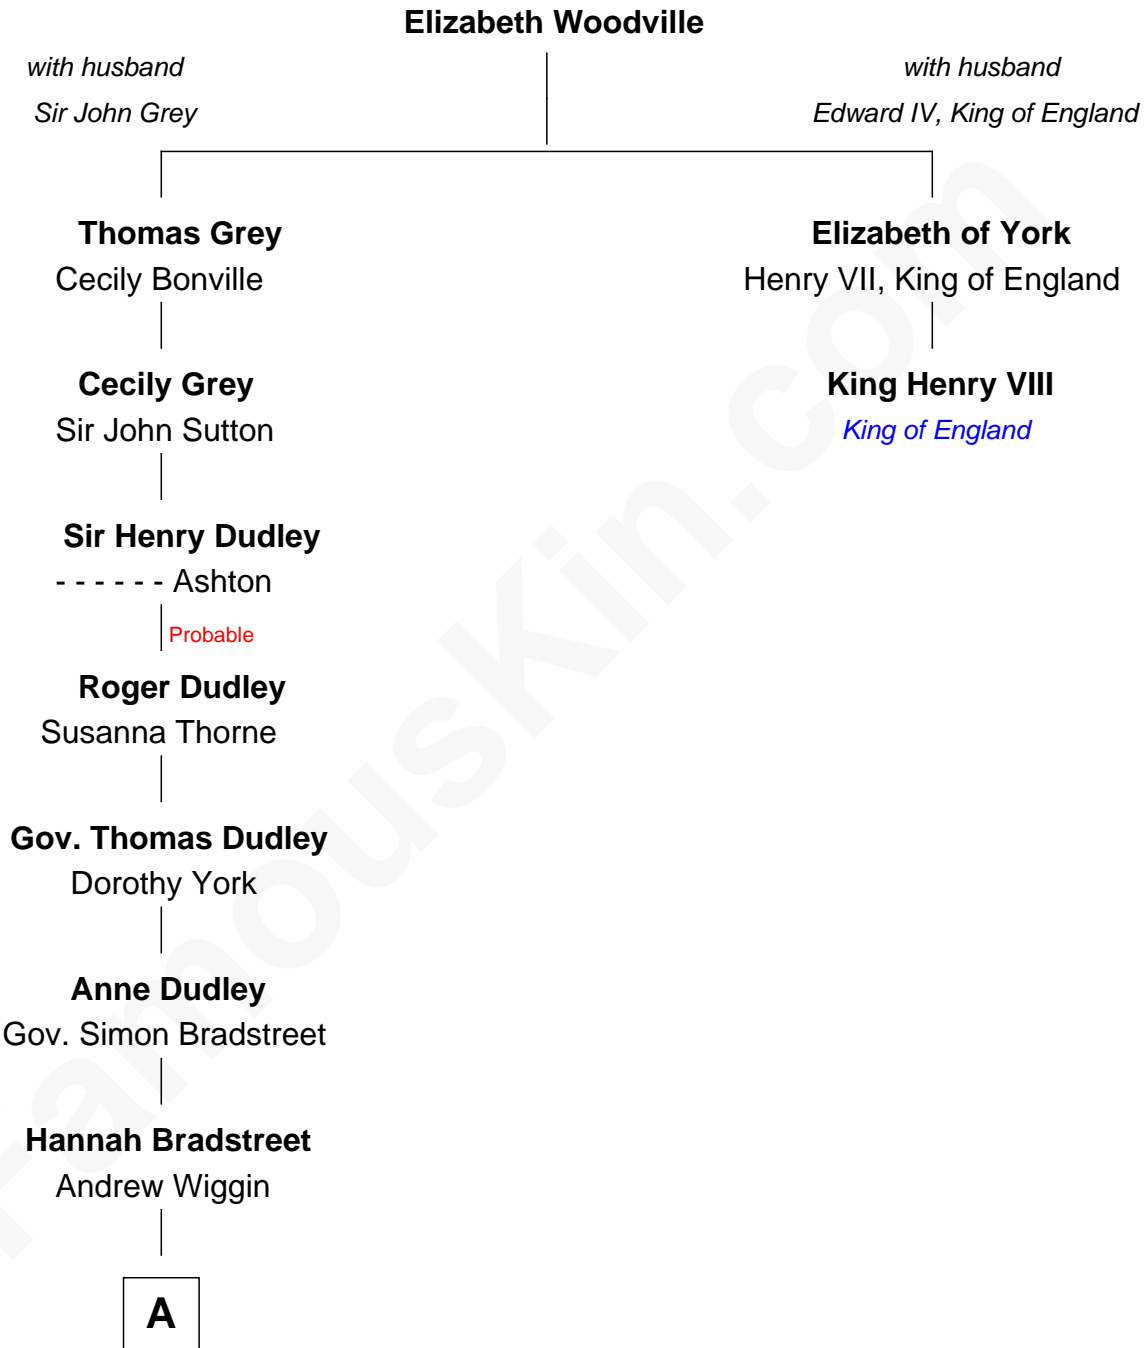 Elizabeth Woodville
with husband
Sir John Grey
with husband
Edward IV, King of England
Thomas Grey
Cecily Bonville
Elizabeth of York
Henry VII, King of England
Cecily Grey
Sir John Sutton
King Henry VIII
King of England
Sir Henry Dudley
- - - - - - Ashton
Probable
Roger Dudley
Susanna Thorne
Gov. Thomas Dudley
Dorothy York
Anne Dudley
Gov. Simon Bradstreet
Hannah Bradstreet
Andrew Wiggin
A
FamousKin.com